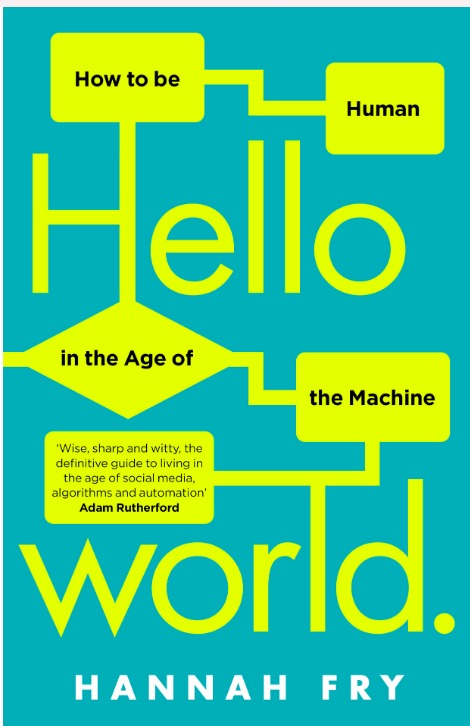 How to be
Human
Hello
in the Age of
the Machine
‘Wise, sharp and witty, the
definitive guide to living in
the age of social media,
algorithms and automation’
Adam Rutherford
world.
HANNAH FRY